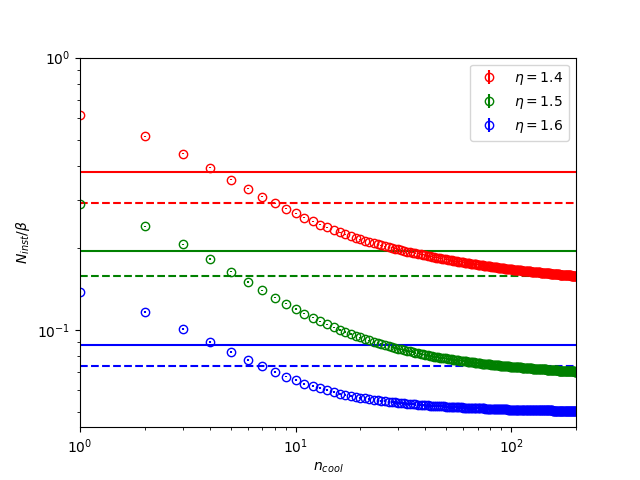 η = 1.4
η = 1.5
η = 1.6
10⁰
10⁻¹
N_inst/β
10⁰ 10¹ 10²
n_cool